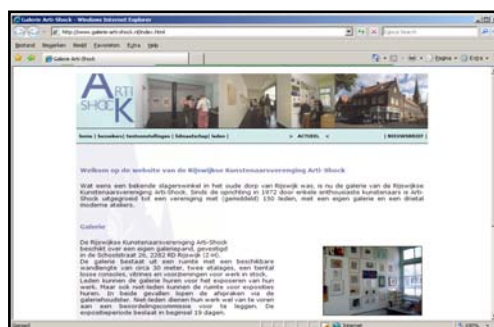 Galerie Arti-Shock - Windows Internet Explorer
http://www.galerie-arti-shock.nl/index.html
Bestand Bewerken Beeld Favorieten Extra Help
Galerie Arti-Shock
Pagina Extra
ARTI
SHOCK
home | bezoekers| tentoonstellingen | lidmaatschap| leden |
> ACTUEEL <
| NIEUWSBRIEF |
Welkom op de website van de Rijswijkse Kunstenaarsvereniging Arti-Shock
Wat eens een bekende slagerswinkel in het oude dorp van Rijswijk was, is nu de galerie van de Rijswijkse
Kunstenaarsvereniging Arti-Shock. Sinds de oprichting in 1972 door enkele enthousiaste kunstenaars is Arti-
Shock uitgegroeid tot een vereniging met (gemiddeld) 150 leden, met een eigen galerie en een drietal
moderne ateliers.
Galerie
De Rijswijkse Kunstenaarsvereniging Arti-Shock
beschikt over een eigen galeriepand, gevestigd
in de Schoolstraat 26, 2282 RD Rijswijk
De galerie bestaat uit een ruimte met een beschikbare
wandlengte van circa 30 meter, twee etalages, een tiental
losse consoles, vitrines en voorzieningen voor werk in stock.
Leden kunnen de galerie huren voor het exposeren van hun
werk. Maar ook niet-leden kunnen de ruimte voor exposities
huren. In beide gevallen lopen de afspraken via de
galeriehoudster. Niet-leden dienen hun werk wel van te voren
aan een beoordelingscommissie voor te leggen. De
expositieperiode bestaat in beginsel 19 dagen.
Gereed
Internet